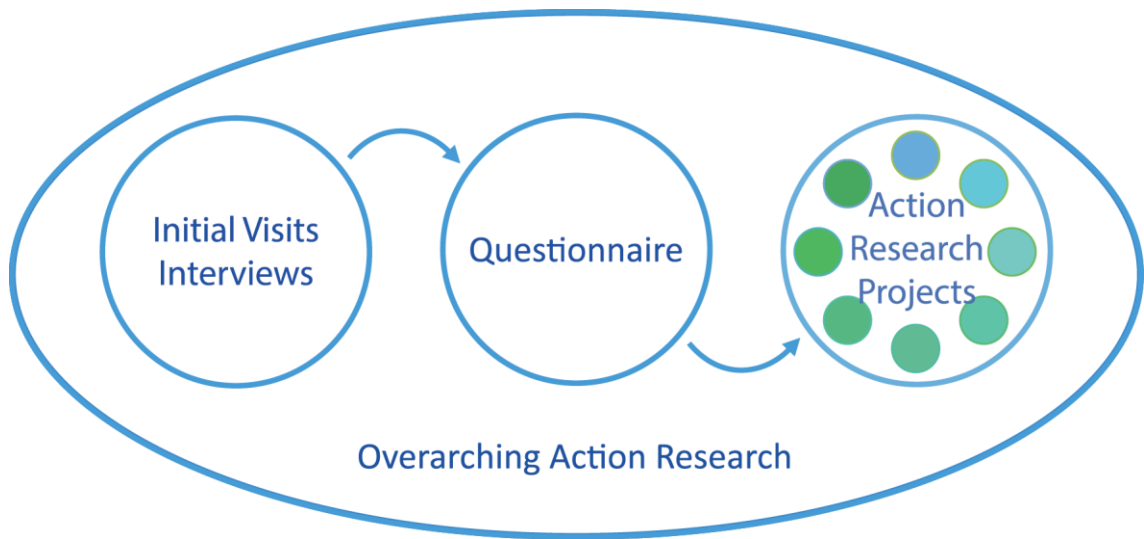 Initial Visits
Interviews
Questionnaire
Action
Research
Projects
Overarching Action Research